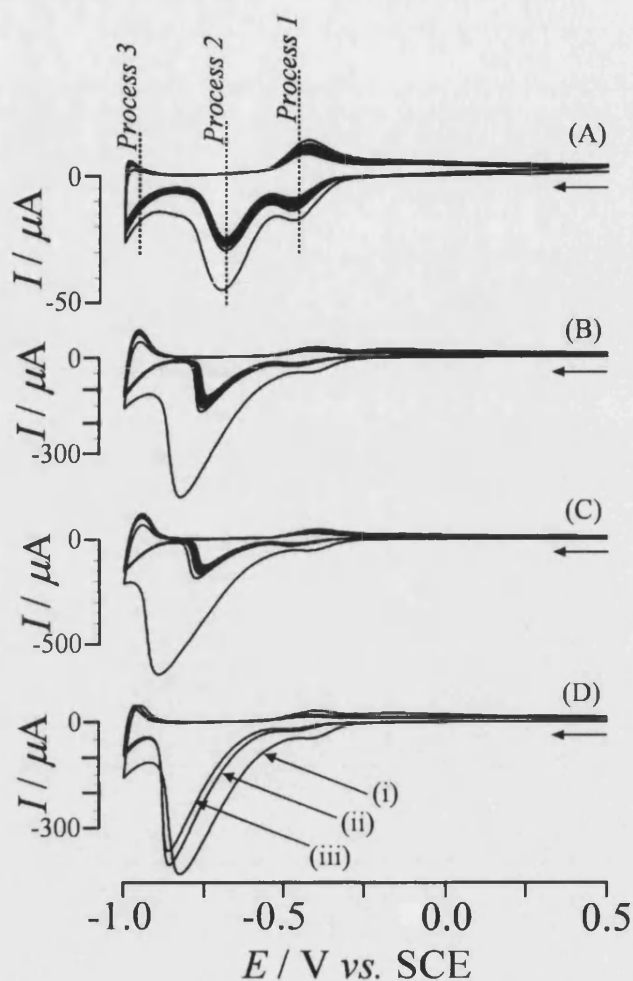 Process 3
Process 2
Process 1
(A)
0
-50
I / μA
(B)
0
-300
I / μA
(C)
0
-500
I / μA
(D)
0
-300
I / μA
(i)
(ii)
(iii)
-1.0 -0.5 0.0 0.5
E / V vs. SCE